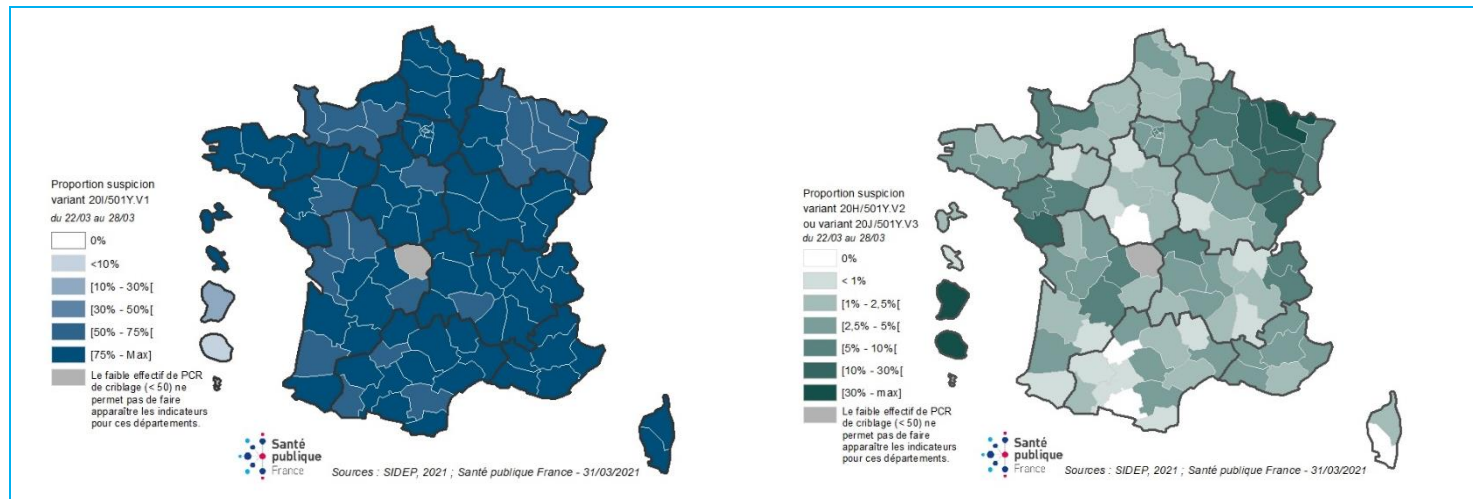 Proportion suspicion
variant 20I/501Y.V1
du 22/03 au 28/03
0%
<10%
[10% - 30%[
[30% - 50%[
[50% - 75%[
[75% - Max]
Le faible effectif de PCR
de criblage (< 50) ne
permet pas de faire
apparaître les indicateurs
pour ces départements.
Santé
publique
France
Sources : SIDEP, 2021 ; Santé publique France - 31/03/2021
Proportion suspicion
variant 20H/501Y.V2
ou variant 20J/501Y.V3
du 22/03 au 28/03
0%
< 1%
[1% - 2,5%[
[2,5% - 5%[
[5% - 10%[
[10% - 30%[
[30% - max]
Le faible effectif de PCR
de criblage (< 50) ne
permet pas de faire
apparaître les indicateurs
pour ces départements.
Santé
publique
France
Sources : SIDEP, 2021 ; Santé publique France - 31/03/2021